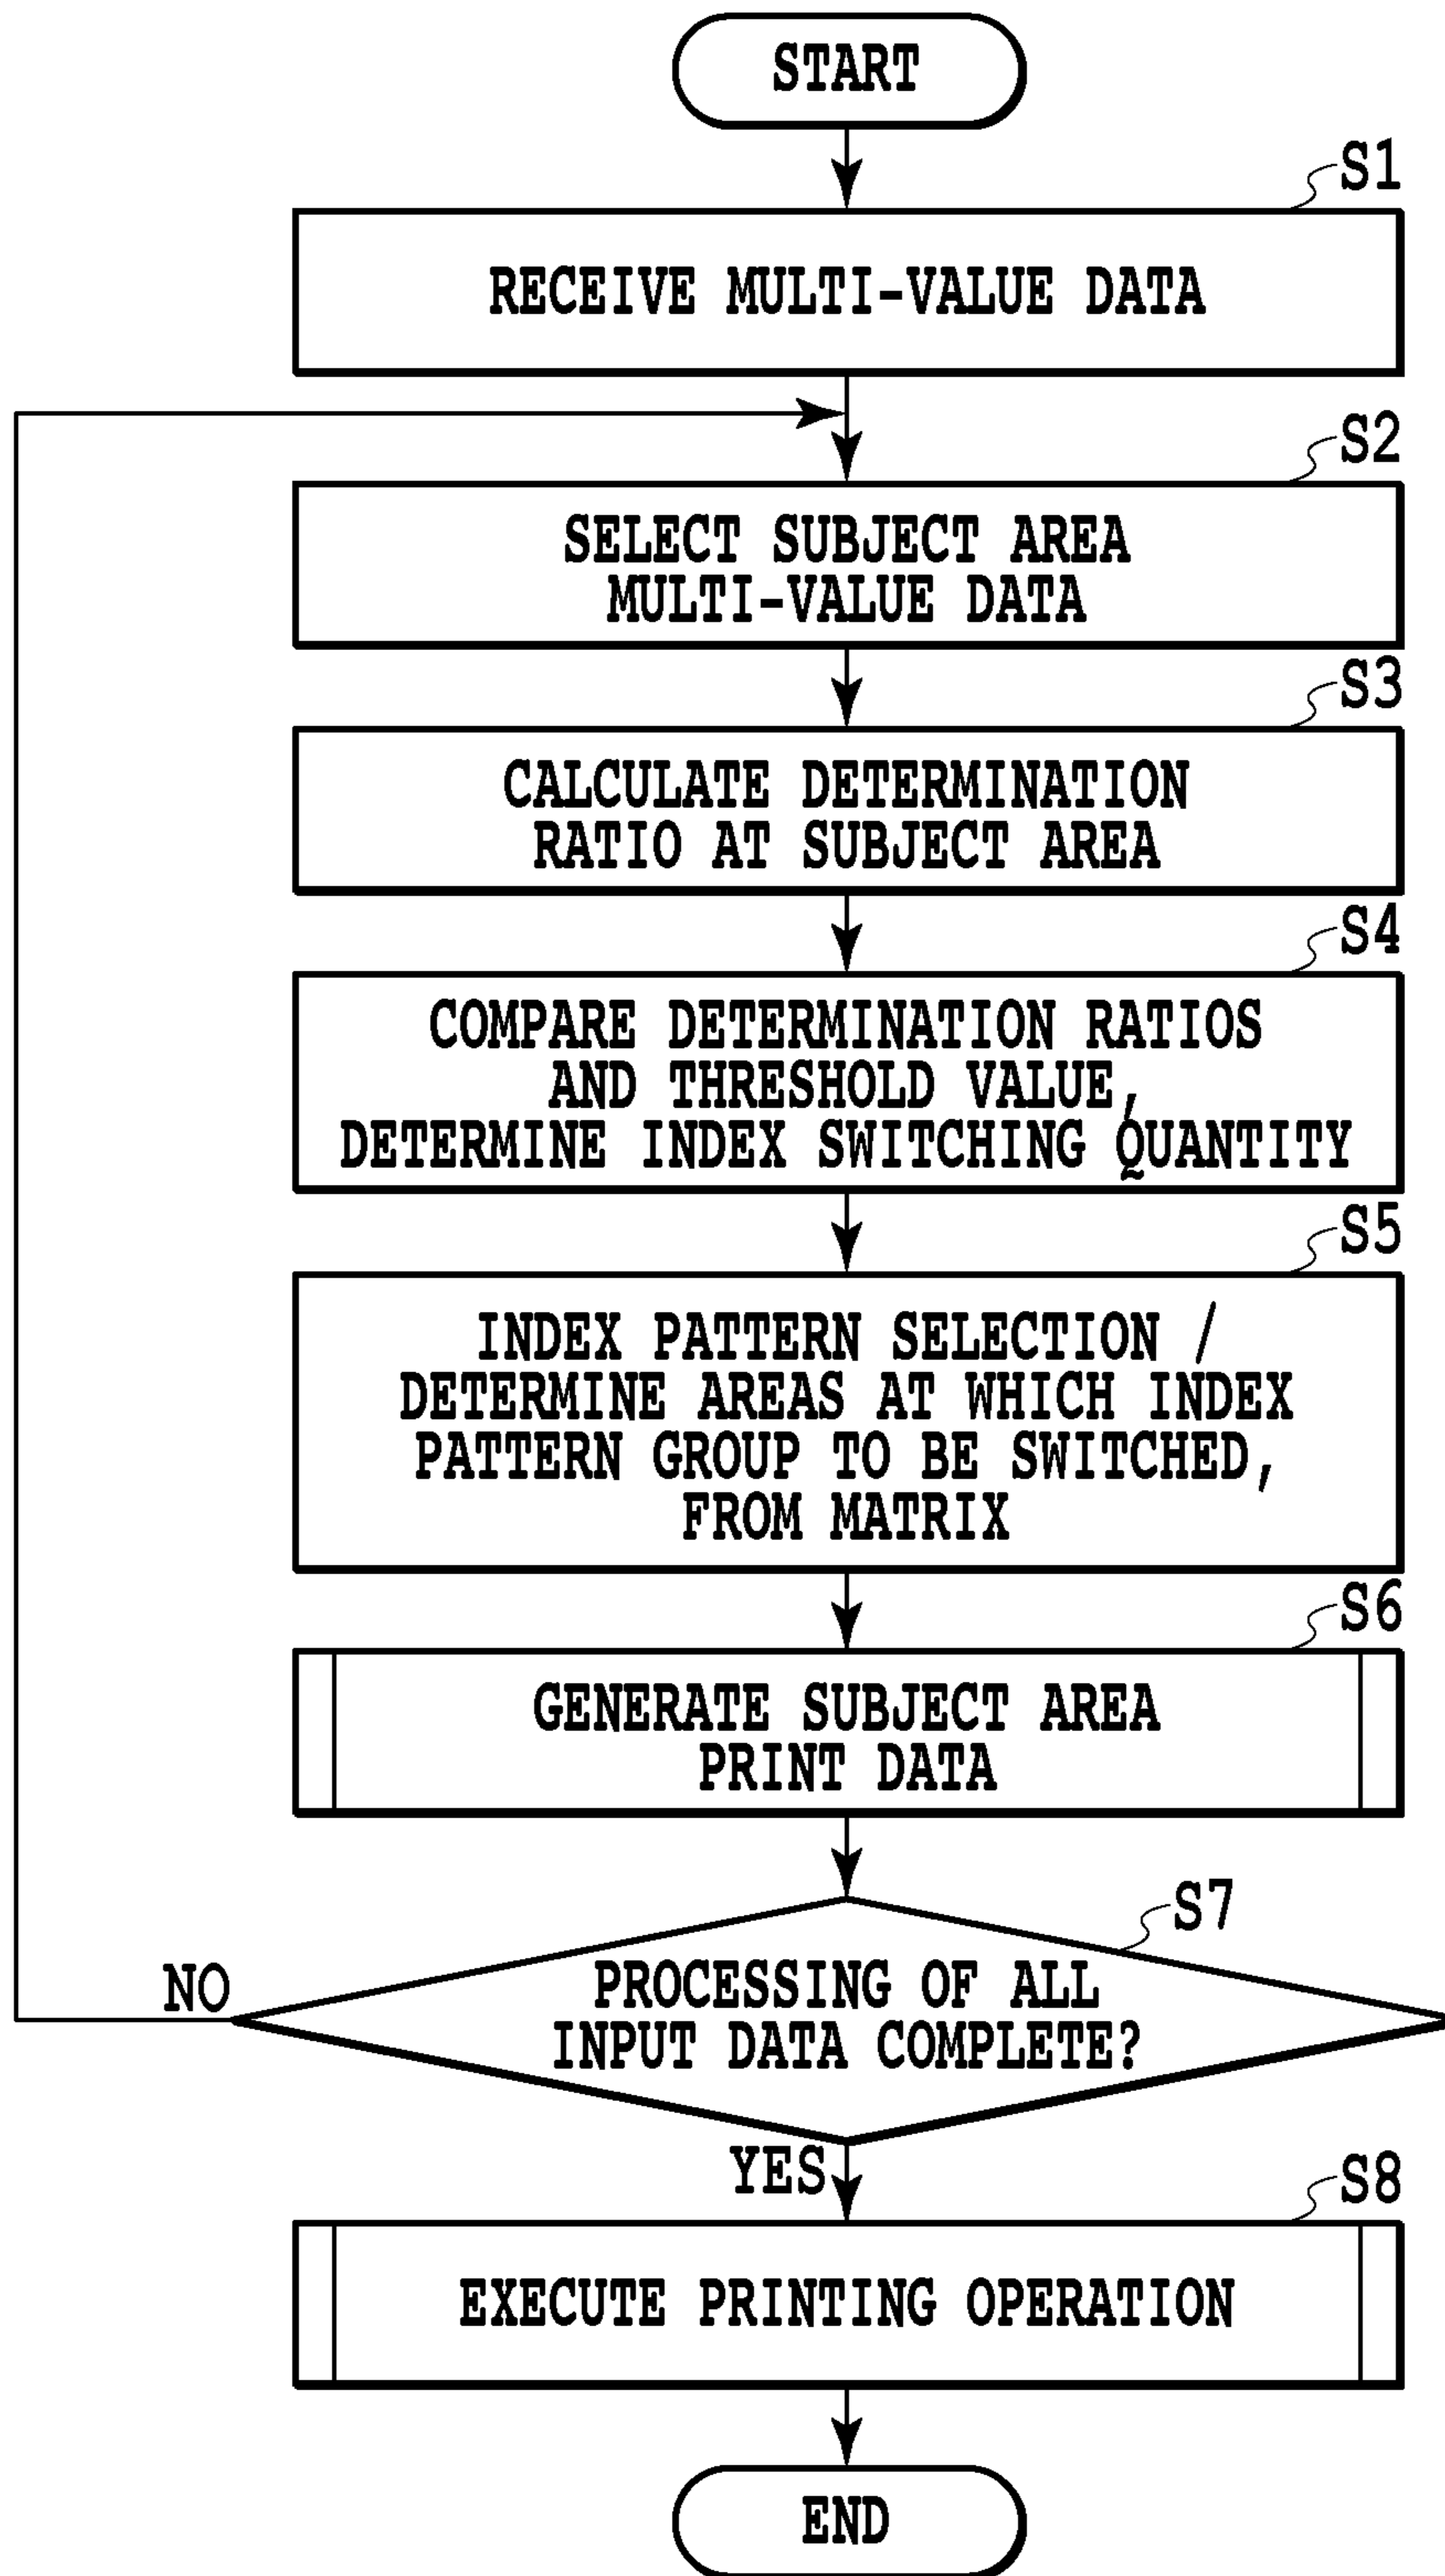 START
S1
RECEIVE MULTI-VALUE DATA
S2
SELECT SUBJECT AREA
MULTI-VALUE DATA
S3
CALCULATE DETERMINATION
RATIO AT SUBJECT AREA
S4
COMPARE DETERMINATION RATIOS
AND THRESHOLD VALUE,
DETERMINE INDEX SWITCHING QUANTITY
S5
INDEX PATTERN SELECTION /
DETERMINE AREAS AT WHICH INDEX
PATTERN GROUP TO BE SWITCHED,
FROM MATRIX
S6
GENERATE SUBJECT AREA
PRINT DATA
S7
NO
PROCESSING OF ALL
INPUT DATA COMPLETE?
YES
S8
EXECUTE PRINTING OPERATION
END